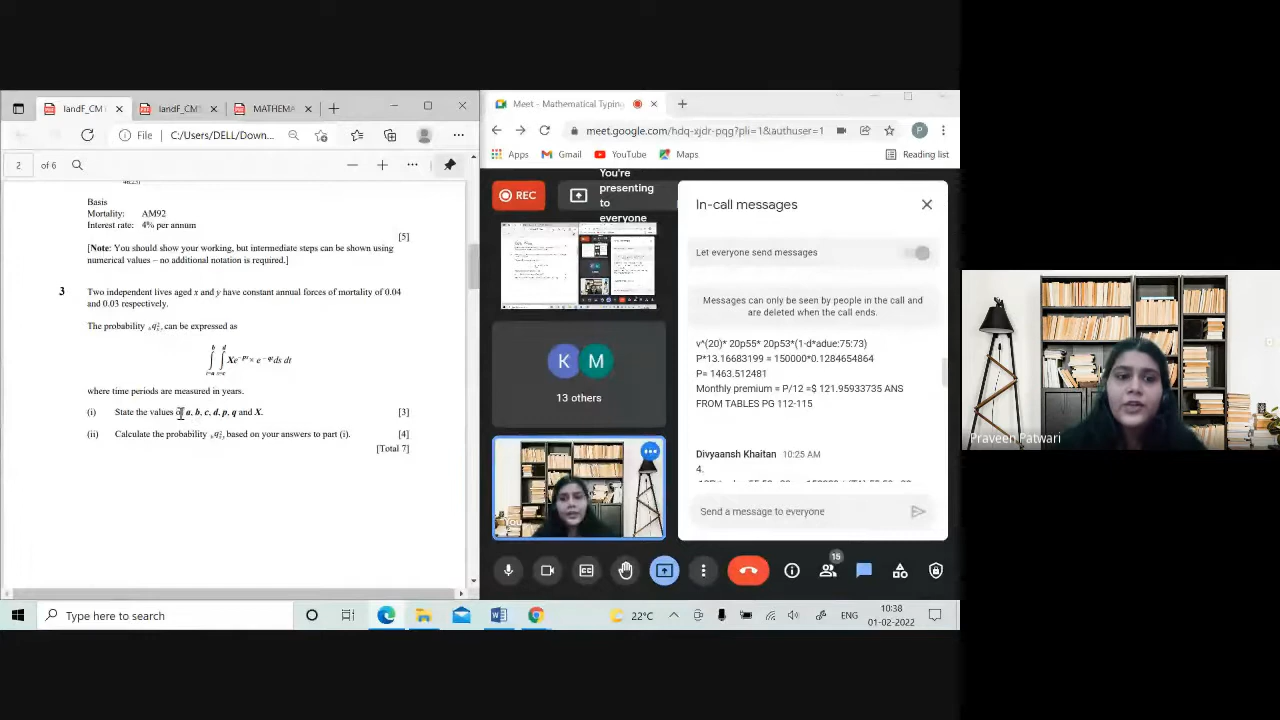 IandF_CM
IandF_CM
MATHEMA
File
C:/Users/DELL/Down...
2
of 6
Basis
Mortality: AM92
Interest rate: 4% per annum
[5]
[Note: You should show your working, but intermediate steps can be shown using
numerical values – no additional notation is required.]
3
Two independent lives aged x and y have constant annual forces of mortality of 0.04
and 0.03 respectively.
The probability can be expressed as
where time periods are measured in years.
(i) State the values of a, b, c, d, p, q and X. [3]
(ii) Calculate the probability based on your answers to part (i). [4]
[Total 7]
Type here to search
Meet - Mathematical Typing
meet.google.com/hdq-xjdr-pqg?pli=1&authuser=1
P
Apps
Gmail
YouTube
Maps
Reading list
REC
You're
presenting
to
everyone
K
M
13 others
You
In-call messages
Let everyone send messages
Messages can only be seen by people in the call and
are deleted when the call ends.
v^(20)* 20p55* 20p53*(1-d*adue:75:73)
P*13.16683199 = 150000*0.1284654864
P= 1463.512481
Monthly premium = P/12 =$ 121.95933735 ANS
FROM TABLES PG 112-115
Divyaansh Khaitan 10:25 AM
4.
Send a message to everyone
15
22°C
ENG
10:38
01-02-2022
Praveen Patwari